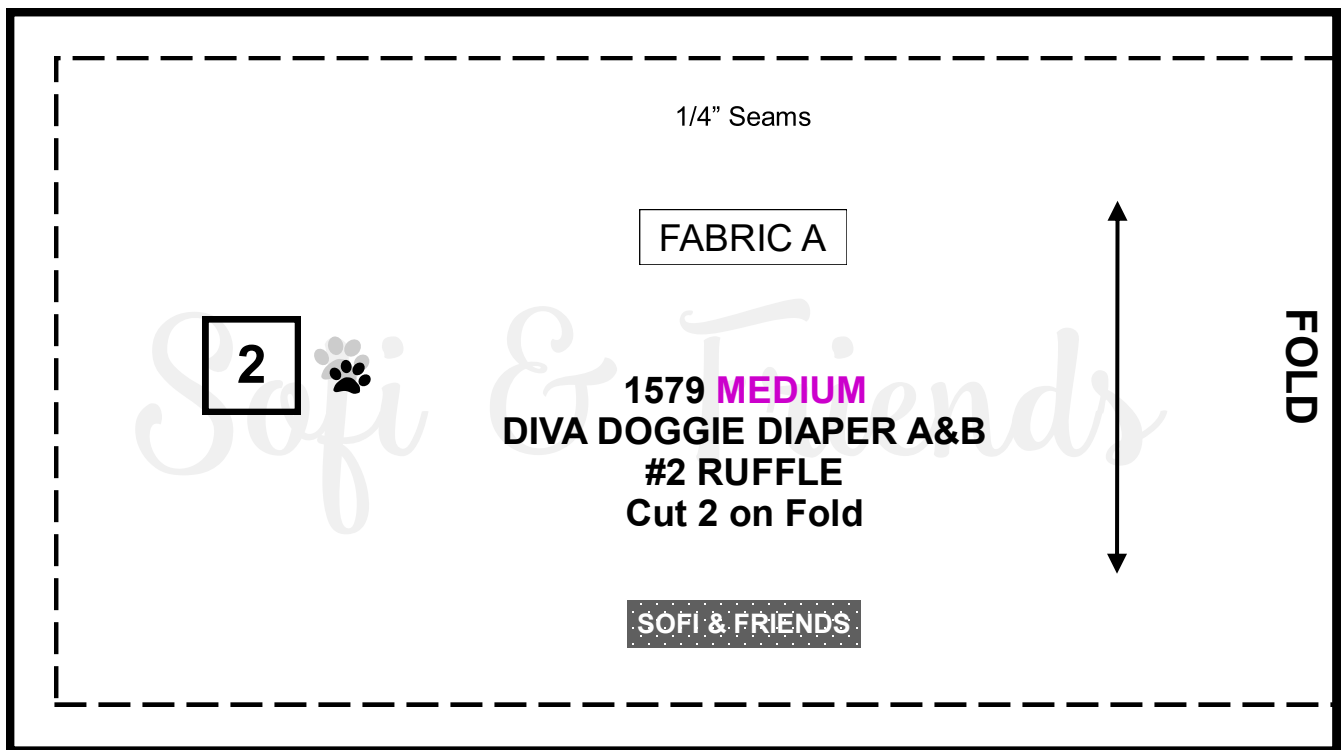 1/4” Seams
FABRIC A
2
Sofi & Friends
1579 MEDIUM
DIVA DOGGIE DIAPER A&B
#2 RUFFLE
Cut 2 on Fold
FOLD
SOFI & FRIENDS